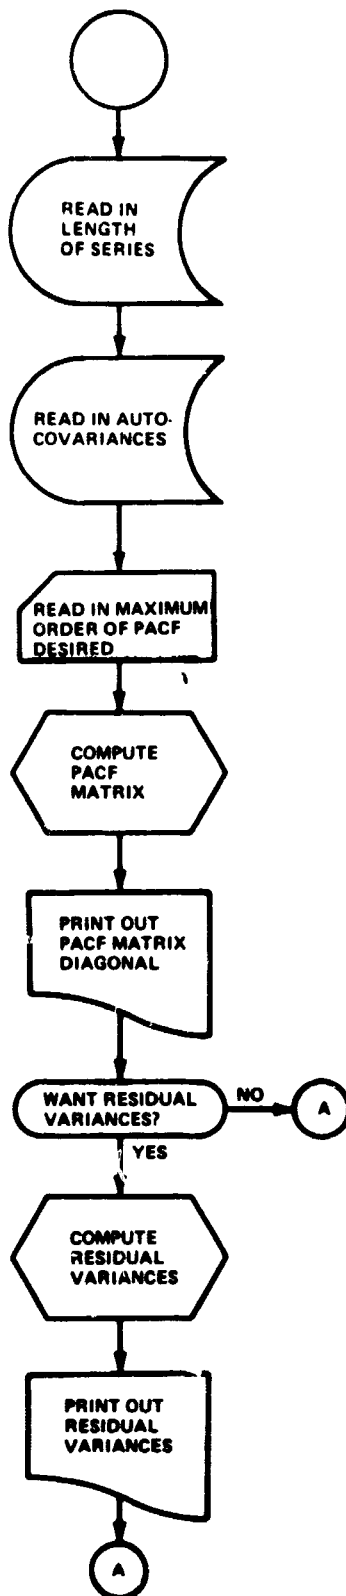 READ IN
LENGTH
OF SERIES
READ IN AUTO-
COVARIANCES
READ IN MAXIMUM
ORDER OF PACF
DESIRED
COMPUTE
PACF
MATRIX
PRINT OUT
PACF MATRIX
DIAGONAL
WANT RESIDUAL
VARIANCES?
NO
A
YES
COMPUTE
RESIDUAL
VARIANCES
PRINT OUT
RESIDUAL
VARIANCES
A